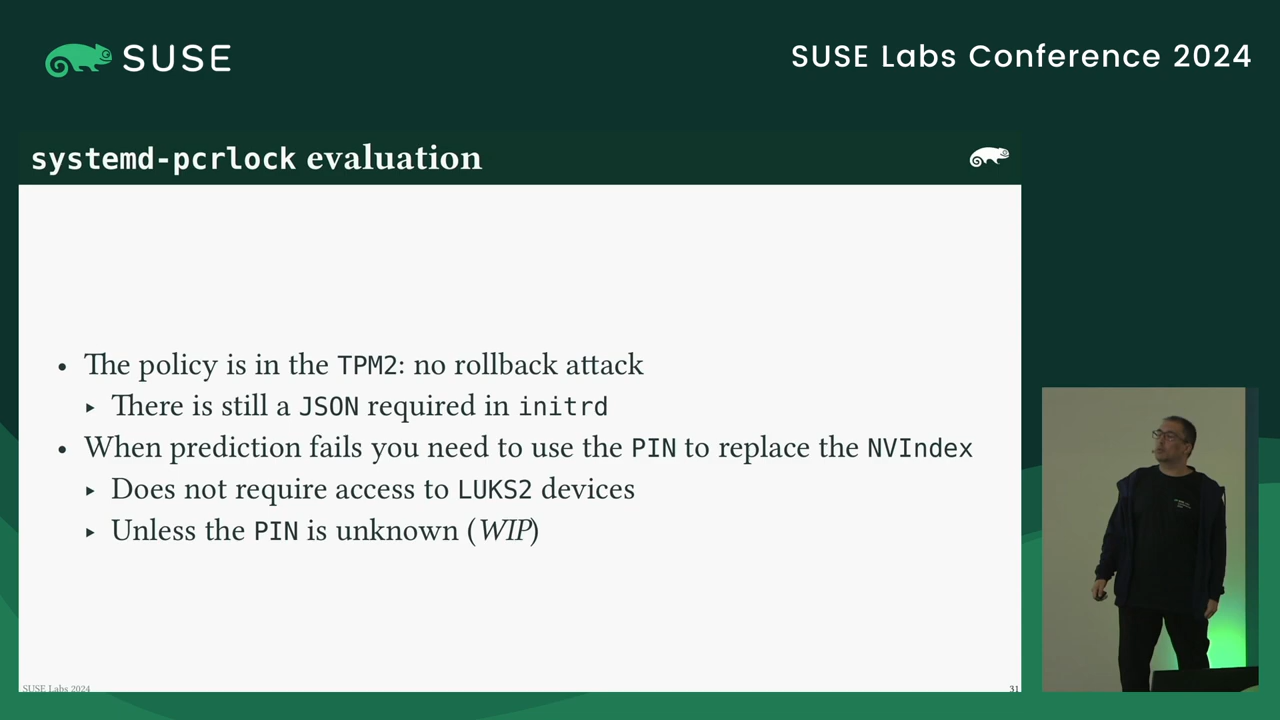 SUSE
SUSE Labs Conference 2024
systemd-pcrlock evaluation
• The policy is in the TPM2: no rollback attack
‣ There is still a JSON required in initrd
• When prediction fails you need to use the PIN to replace the NVIndex
‣ Does not require access to LUKS2 devices
‣ Unless the PIN is unknown (WIP)
SUSE Labs 2024
31